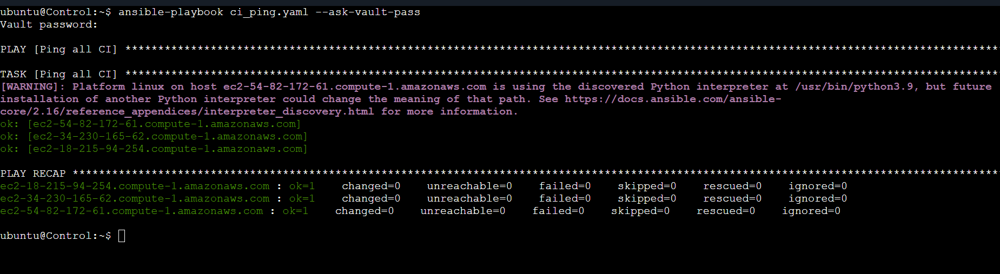 ubuntu@Control:~$ ansible-playbook ci_ping.yaml --ask-vault-pass
Vault password:
PLAY [Ping all CI] *************************************************************************************************************************************
TASK [Ping all CI] *************************************************************************************************************************************
[WARNING]: Platform linux on host ec2-54-82-172-61.compute-1.amazonaws.com is using the discovered Python interpreter at /usr/bin/python3.9, but future
installation of another Python interpreter could change the meaning of that path. See https://docs.ansible.com/ansible-
core/2.16/reference_appendices/interpreter_discovery.html for more information.
ok: [ec2-54-82-172-61.compute-1.amazonaws.com]
ok: [ec2-34-230-165-62.compute-1.amazonaws.com]
ok: [ec2-18-215-94-254.compute-1.amazonaws.com]
PLAY RECAP *********************************************************************************************************************************************
ec2-18-215-94-254.compute-1.amazonaws.com : ok=1    changed=0    unreachable=0    failed=0    skipped=0    rescued=0    ignored=0
ec2-34-230-165-62.compute-1.amazonaws.com : ok=1    changed=0    unreachable=0    failed=0    skipped=0    rescued=0    ignored=0
ec2-54-82-172-61.compute-1.amazonaws.com : ok=1    changed=0    unreachable=0    failed=0    skipped=0    rescued=0    ignored=0
ubuntu@Control:~$